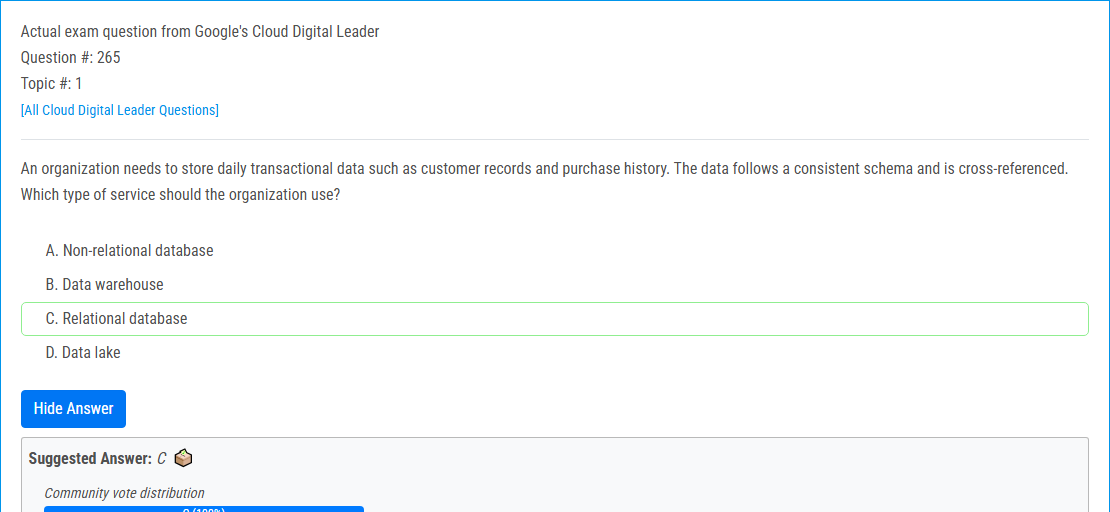 Actual exam question from Google's Cloud Digital Leader
Question #: 265
Topic #: 1
[All Cloud Digital Leader Questions]
An organization needs to store daily transactional data such as customer records and purchase history. The data follows a consistent schema and is cross-referenced.
Which type of service should the organization use?
A. Non-relational database
B. Data warehouse
C. Relational database
D. Data lake
Hide Answer
Suggested Answer: C
Community vote distribution